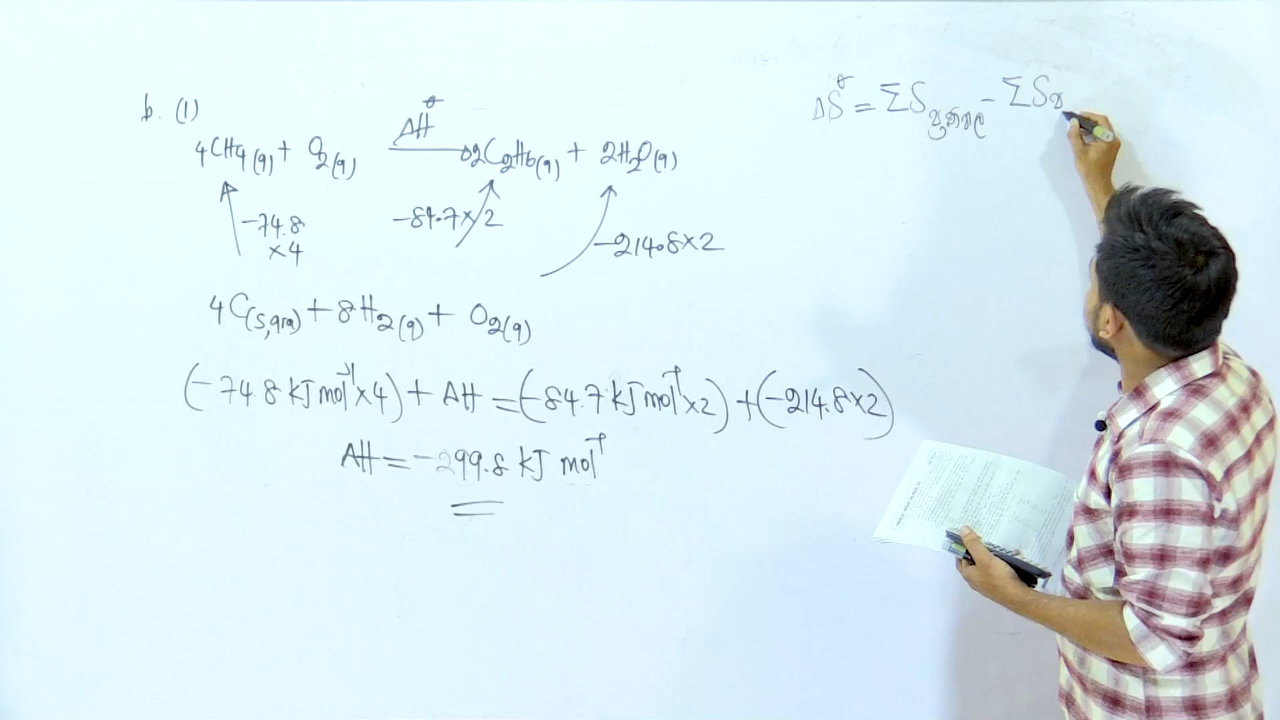 b. (1)
4CH4(g) + O2(g) ΔH° → 2C2H6(g) + 2H2O(g)
-74.8 ×4
-84.7×2
-214.8×2
4C(s,gra) + 8H2(g) + O2(g)
(-74.8 kJ mol⁻¹×4) + ΔH = (-84.7 kJ mol⁻¹×2) + (-214.8×2)
ΔH = -299.8 kJ mol⁻¹
ΔS° = ΣS ප්‍රතිඵල - ΣS